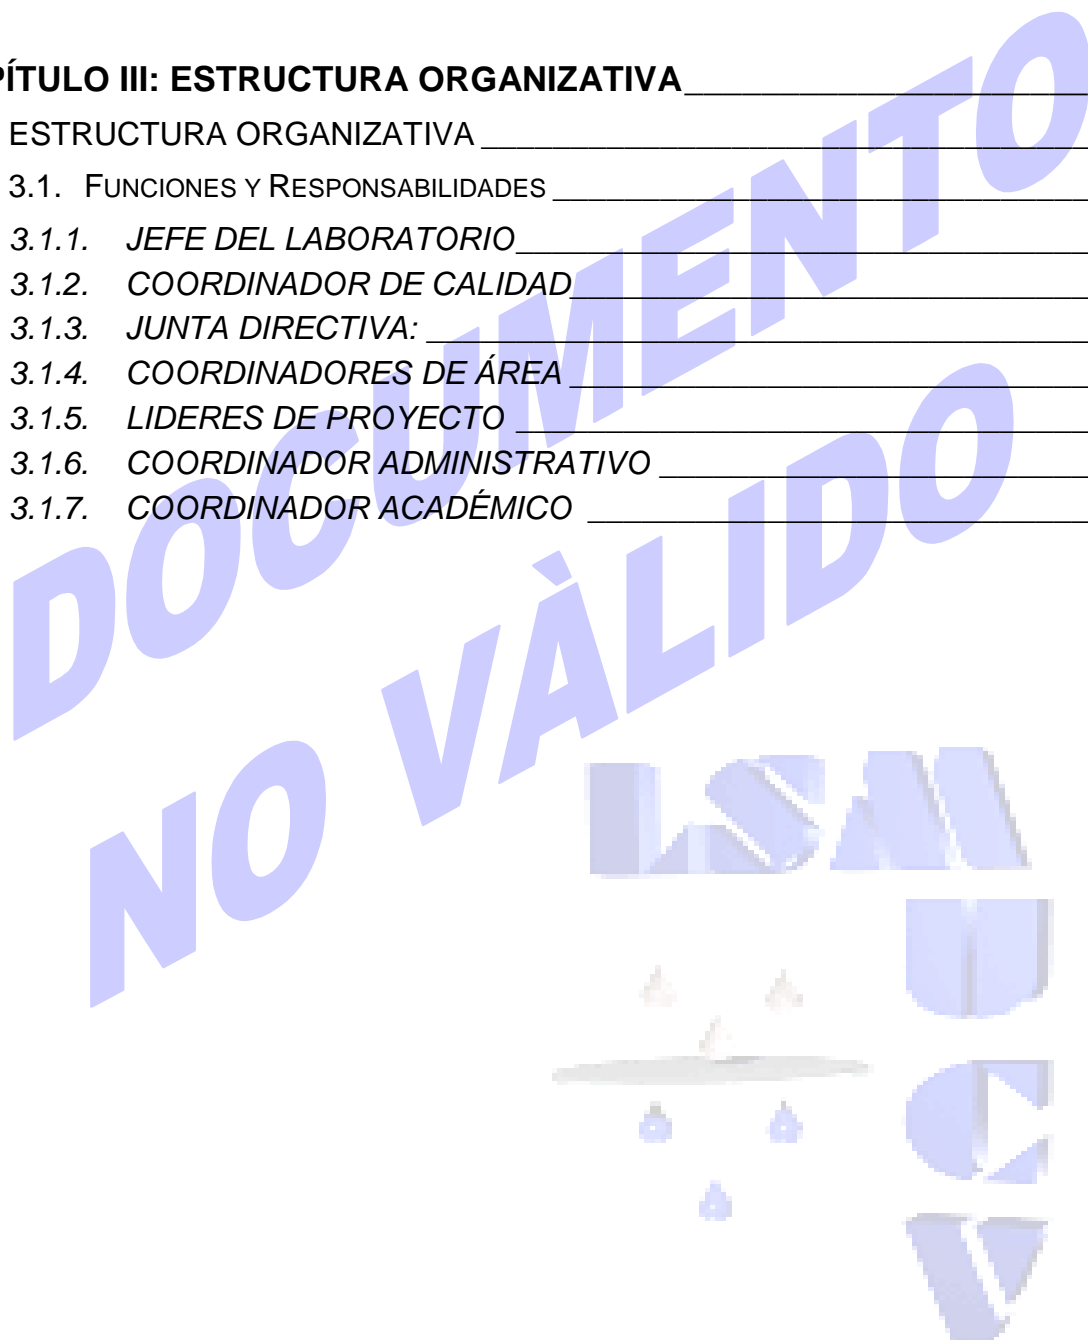 PÍTULO III: ESTRUCTURA ORGANIZATIVA
ESTRUCTURA ORGANIZATIVA
3.1. FUNCIONES Y RESPONSABILIDADES
3.1.1. JEFE DEL LABORATORIO
3.1.2. COORDINADOR DE CALIDAD
3.1.3. JUNTA DIRECTIVA:
3.1.4. COORDINADORES DE ÁREA
3.1.5. LIDERES DE PROYECTO
3.1.6. COORDINADOR ADMINISTRATIVO
3.1.7. COORDINADOR ACADÉMICO
DOCUMENTO
NO VÀLIDO
LSM
U
C
V